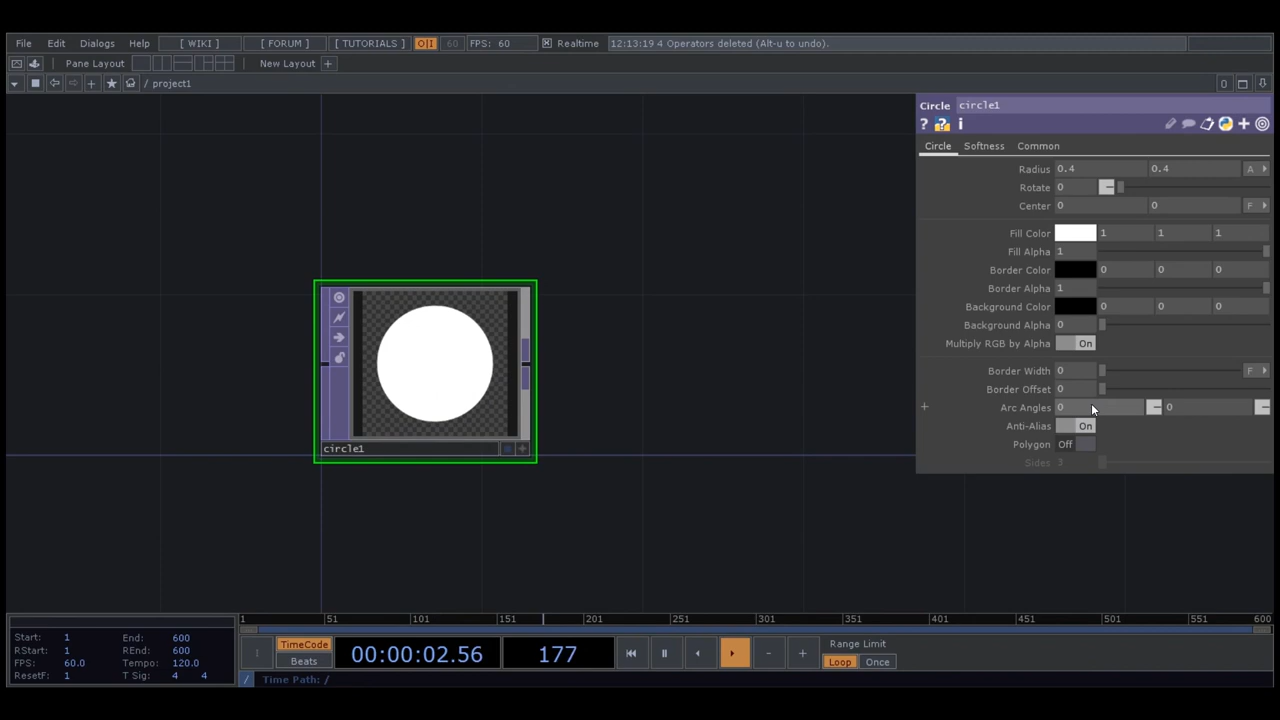 File Edit Dialogs Help [ WIKI ] [ FORUM ] [ TUTORIALS ] O|I 60 FPS: 60 Realtime 12:13:19 4 Operators deleted (Alt-u to undo).
Pane Layout New Layout +
/ project1 0
Circle circle1
? ? i
Circle Softness Common
Radius 0.4 0.4 A
Rotate 0
Center 0 0 F
Fill Color 1 1 1
Fill Alpha 1
Border Color 0 0 0
Border Alpha 1
Background Color 0 0 0
Background Alpha 0
Multiply RGB by Alpha On
Border Width 0 F
Border Offset 0
+ Arc Angles 0 0
Anti-Alias On
Polygon Off
Sides 3
circle1
1 51 101 151 201 251 301 351 401 451 501 551 600
Start: 1 End: 600
RStart: 1 REnd: 600
FPS: 60.0 Tempo: 120.0
ResetF: 1 T Sig: 4 4
TimeCode
Beats
00:00:02.56 177
- +
Range Limit
Loop Once
/ Time Path: /